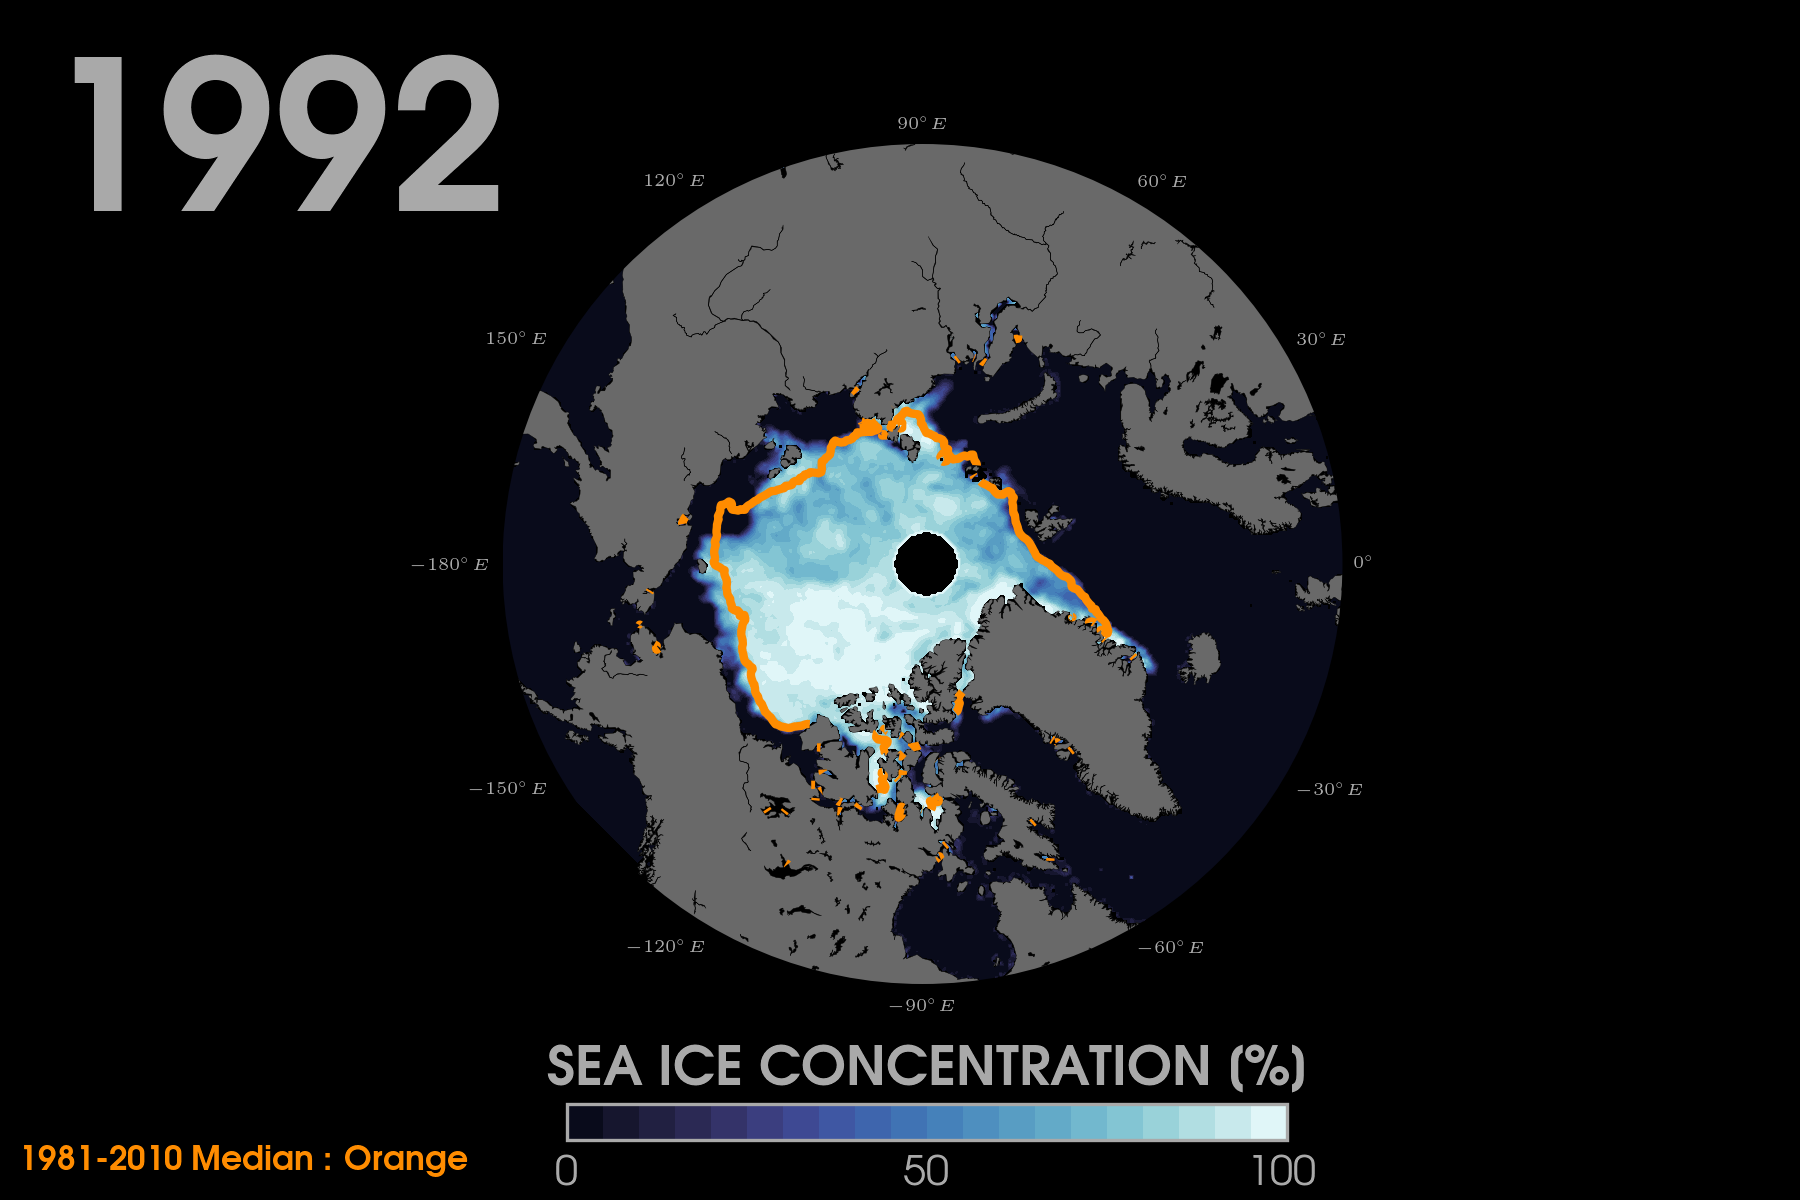 1992
90° E
120° E
60° E
150° E
30° E
−180° E
0°
−150° E
−30° E
−120° E
−60° E
−90° E
SEA ICE CONCENTRATION (%)
0
50
100
1981-2010 Median : Orange